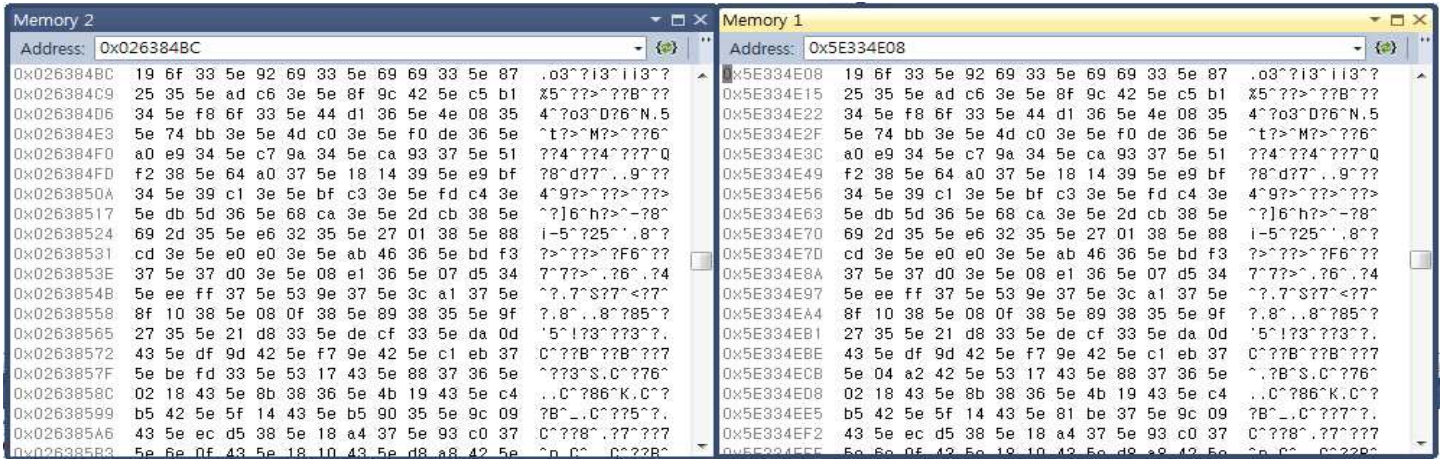 Memory 2
Address: 0x026384BC
0x026384BC 19 6f 33 5e 92 69 33 5e 69 69 33 5e 87 .o3^?i3^ii3^?
0x026384C9 25 35 5e ad c6 3e 5e 8f 9c 42 5e c5 b1 %5^??>^??B^??
0x026384D6 34 5e f8 6f 33 5e 44 d1 36 5e 4e 08 35 4^?o3^D?6^N.5
0x026384E3 5e 74 bb 3e 5e 4d c0 3e 5e f0 de 36 5e ^t?>^M?>^??6^
0x026384F0 a0 e9 34 5e c7 9a 34 5e ca 93 37 5e 51 ??4^??4^??7^Q
0x026384FD f2 38 5e 64 a0 37 5e 18 14 39 5e e9 bf ?8^d?7^..9^??
0x0263850A 34 5e 39 c1 3e 5e bf c3 3e 5e fd c4 3e 4^9?>^??>^??>
0x02638517 5e db 5d 36 5e 68 ca 3e 5e 2d cb 38 5e ^?]6^h?>^-?8^
0x02638524 69 2d 35 5e e6 32 35 5e 27 01 38 5e 88 i-5^?25^'.8^?
0x02638531 cd 3e 5e e0 e0 3e 5e ab 46 36 5e bd f3 ?>^??>^?F6^??
0x0263853E 37 5e 37 d0 3e 5e 08 e1 36 5e 07 d5 34 7^7?>^.?6^.?4
0x0263854B 5e ee ff 37 5e 53 9e 37 5e 3c a1 37 5e ^?.7^S?7^<?7^
0x02638558 8f 10 38 5e 08 0f 38 5e 89 38 35 5e 9f ?.8^..8^?85^?
0x02638565 27 35 5e 21 d8 33 5e de cf 33 5e da 0d '5^!?3^??3^?.
0x02638572 43 5e df 9d 42 5e f7 9e 42 5e c1 eb 37 C^??B^??B^??7
0x0263857F 5e be fd 33 5e 53 17 43 5e 88 37 36 5e ^??3^S.C^?76^
0x0263858C 02 18 43 5e 8b 38 36 5e 4b 19 43 5e c4 ..C^?86^K.C^?
0x02638599 b5 42 5e 5f 14 43 5e b5 90 35 5e 9c 09 ?B^_.C^??5^?.
0x026385A6 43 5e ec d5 38 5e 18 a4 37 5e 93 c0 37 C^??8^.?7^??7
0x026385B3 5e 6e 0f 43 5e 18 10 43 5e d8 a8 42 5e ^n.C^..C^??B^
Memory 1
Address: 0x5E334E08
0x5E334E08 19 6f 33 5e 92 69 33 5e 69 69 33 5e 87 .o3^?i3^ii3^?
0x5E334E15 25 35 5e ad c6 3e 5e 8f 9c 42 5e c5 b1 %5^??>^??B^??
0x5E334E22 34 5e f8 6f 33 5e 44 d1 36 5e 4e 08 35 4^?o3^D?6^N.5
0x5E334E2F 5e 74 bb 3e 5e 4d c0 3e 5e f0 de 36 5e ^t?>^M?>^??6^
0x5E334E3C a0 e9 34 5e c7 9a 34 5e ca 93 37 5e 51 ??4^??4^??7^Q
0x5E334E49 f2 38 5e 64 a0 37 5e 18 14 39 5e e9 bf ?8^d?7^..9^??
0x5E334E56 34 5e 39 c1 3e 5e bf c3 3e 5e fd c4 3e 4^9?>^??>^??>
0x5E334E63 5e db 5d 36 5e 68 ca 3e 5e 2d cb 38 5e ^?]6^h?>^-?8^
0x5E334E70 69 2d 35 5e e6 32 35 5e 27 01 38 5e 88 i-5^?25^'.8^?
0x5E334E7D cd 3e 5e e0 e0 3e 5e ab 46 36 5e bd f3 ?>^??>^?F6^??
0x5E334E8A 37 5e 37 d0 3e 5e 08 e1 36 5e 07 d5 34 7^7?>^.?6^.?4
0x5E334E97 5e ee ff 37 5e 53 9e 37 5e 3c a1 37 5e ^?.7^S?7^<?7^
0x5E334EA4 8f 10 38 5e 08 0f 38 5e 89 38 35 5e 9f ?.8^..8^?85^?
0x5E334EB1 27 35 5e 21 d8 33 5e de cf 33 5e da 0d '5^!?3^??3^?.
0x5E334EBE 43 5e df 9d 42 5e f7 9e 42 5e c1 eb 37 C^??B^??B^??7
0x5E334ECB 5e 04 a2 42 5e 53 17 43 5e 88 37 36 5e ^.?B^S.C^?76^
0x5E334ED8 02 18 43 5e 8b 38 36 5e 4b 19 43 5e c4 ..C^?86^K.C^?
0x5E334EE5 b5 42 5e 5f 14 43 5e 81 be 37 5e 9c 09 ?B^_.C^??7^?.
0x5E334EF2 43 5e ec d5 38 5e 18 a4 37 5e 93 c0 37 C^??8^.?7^??7